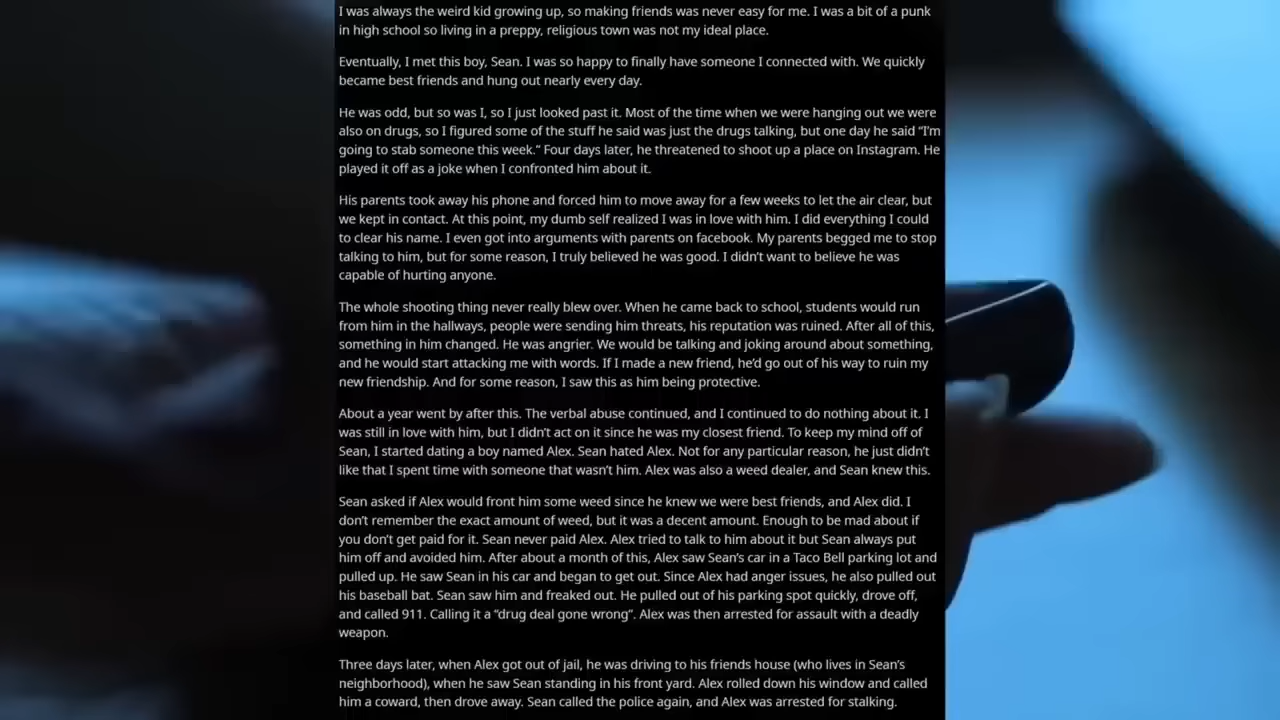 I was always the weird kid growing up, so making friends was never easy for me. I was a bit of a punk
in high school so living in a preppy, religious town was not my ideal place.
Eventually, I met this boy, Sean. I was so happy to finally have someone I connected with. We quickly
became best friends and hung out nearly every day.
He was odd, but so was I, so I just looked past it. Most of the time when we were hanging out we were
also on drugs, so I figured some of the stuff he said was just the drugs talking, but one day he said “I’m
going to stab someone this week.” Four days later, he threatened to shoot up a place on Instagram. He
played it off as a joke when I confronted him about it.
His parents took away his phone and forced him to move away for a few weeks to let the air clear, but
we kept in contact. At this point, my dumb self realized I was in love with him. I did everything I could
to clear his name. I even got into arguments with parents on facebook. My parents begged me to stop
talking to him, but for some reason, I truly believed he was good. I didn’t want to believe he was
capable of hurting anyone.
The whole shooting thing never really blew over. When he came back to school, students would run
from him in the hallways, people were sending him threats, his reputation was ruined. After all of this,
something in him changed. He was angrier. We would be talking and joking around about something,
and he would start attacking me with words. If I made a new friend, he’d go out of his way to ruin my
new friendship. And for some reason, I saw this as him being protective.
About a year went by after this. The verbal abuse continued, and I continued to do nothing about it. I
was still in love with him, but I didn’t act on it since he was my closest friend. To keep my mind off of
Sean, I started dating a boy named Alex. Sean hated Alex. Not for any particular reason, he just didn’t
like that I spent time with someone that wasn’t him. Alex was also a weed dealer, and Sean knew this.
Sean asked if Alex would front him some weed since he knew we were best friends, and Alex did. I
don’t remember the exact amount of weed, but it was a decent amount. Enough to be mad about if
you don’t get paid for it. Sean never paid Alex. Alex tried to talk to him about it but Sean always put
him off and avoided him. After about a month of this, Alex saw Sean’s car in a Taco Bell parking lot and
pulled up. He saw Sean in his car and began to get out. Since Alex had anger issues, he also pulled out
his baseball bat. Sean saw him and freaked out. He pulled out of his parking spot quickly, drove off,
and called 911. Calling it a “drug deal gone wrong”. Alex was then arrested for assault with a deadly
weapon.
Three days later, when Alex got out of jail, he was driving to his friends house (who lives in Sean’s
neighborhood), when he saw Sean standing in his front yard. Alex rolled down his window and called
him a coward, then drove away. Sean called the police again, and Alex was arrested for stalking.